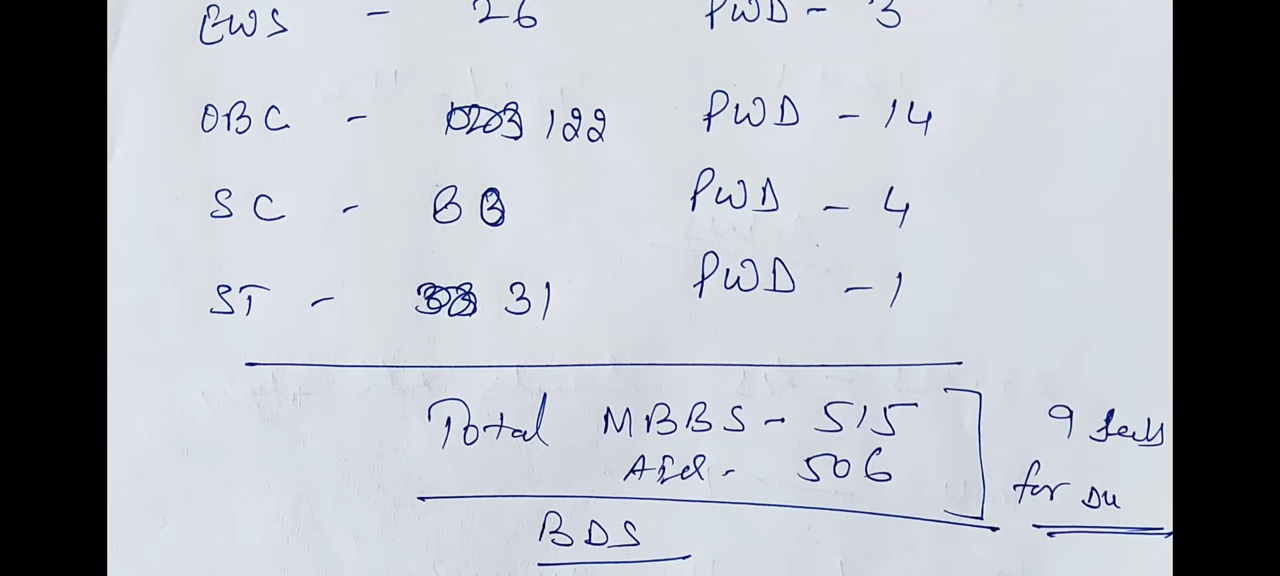 EWS - 26 PWD - 3
OBC - 122 PWD - 14
SC - PWD - 4
ST - 31 PWD - 1
Total MBBS - 515
- 506
9 for DU
BDS